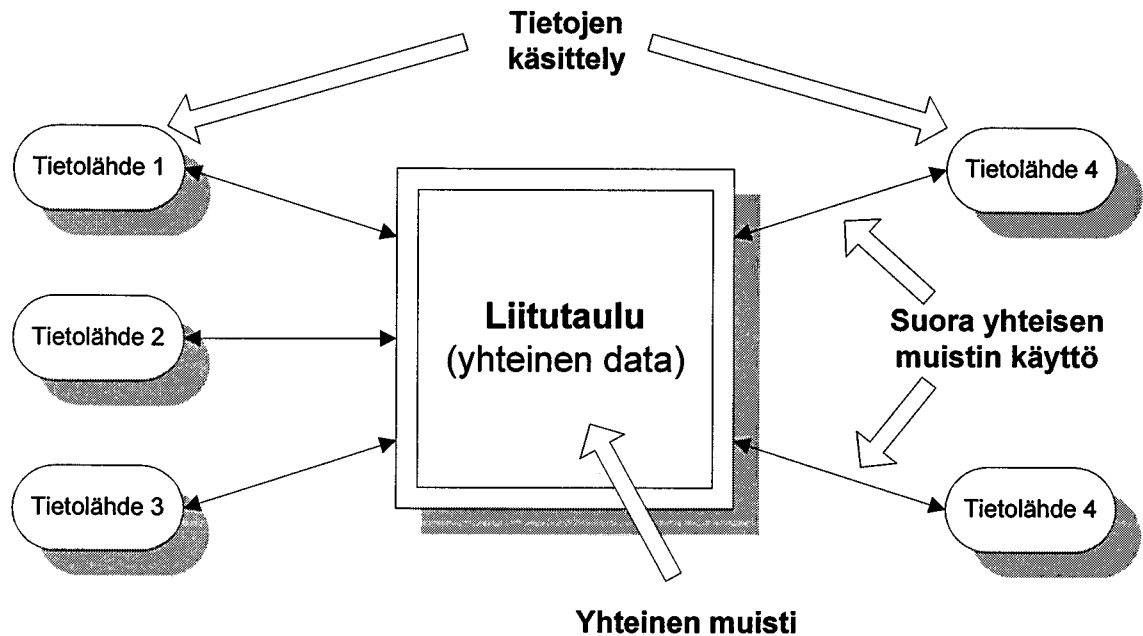 Tietojen
käsittely
Tietolähde 1
Tietolähde 4
Tietolähde 2
Liitutaulu
(yhteinen data)
Suora yhteisen
muistin käyttö
Tietolähde 3
Tietolähde 4
Yhteinen muisti